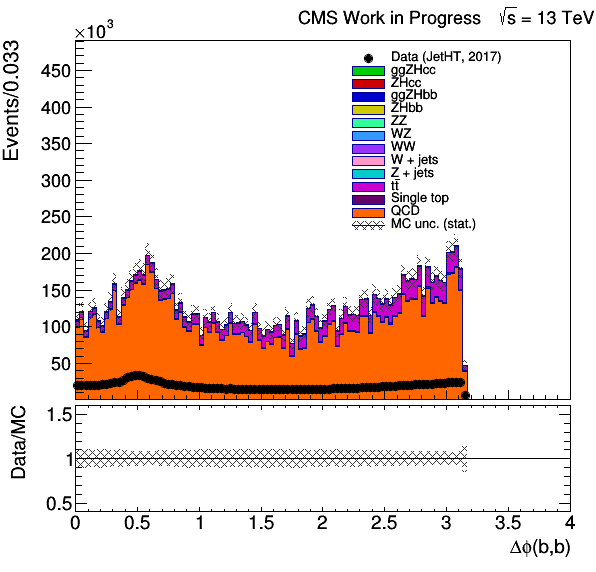 CMS Work in Progress √s = 13 TeV
×10³
Events/0.033
450
400
350
300
250
200
150
100
50
Data (JetHT, 2017)
ggZHcc
ZHcc
ggZHbb
ZHbb
ZZ
WZ
WW
W + jets
Z + jets
tt̄
Single top
QCD
MC unc. (stat.)
Data/MC
1.5
1
0.5
0 0.5 1 1.5 2 2.5 3 3.5 4
Δϕ(b,b)